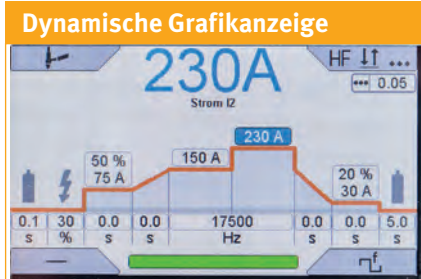 Dynamische Grafikanzeige
230A
HF ...
Strom I2
0.05
230 A
50 %
75 A
150 A
20 %
30 A
0.1 30 0.0 0.0 17500 0.0 0.0 5.0
s % s s Hz s s s
f